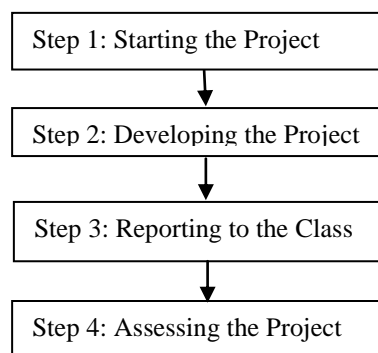 Step 1: Starting the Project
Step 2: Developing the Project
Step 3: Reporting to the Class
Step 4: Assessing the Project